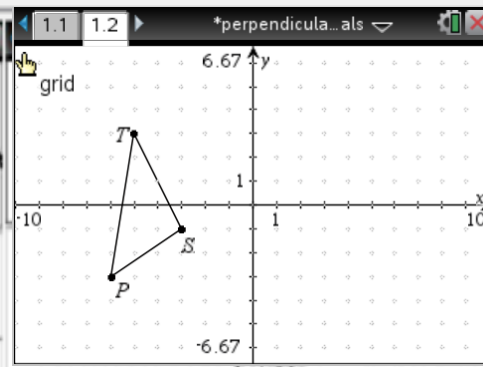 1.1 1.2 *perpendicula...als
6.67 y
grid
T
1
x
-10 1 10
S
P
-6.67